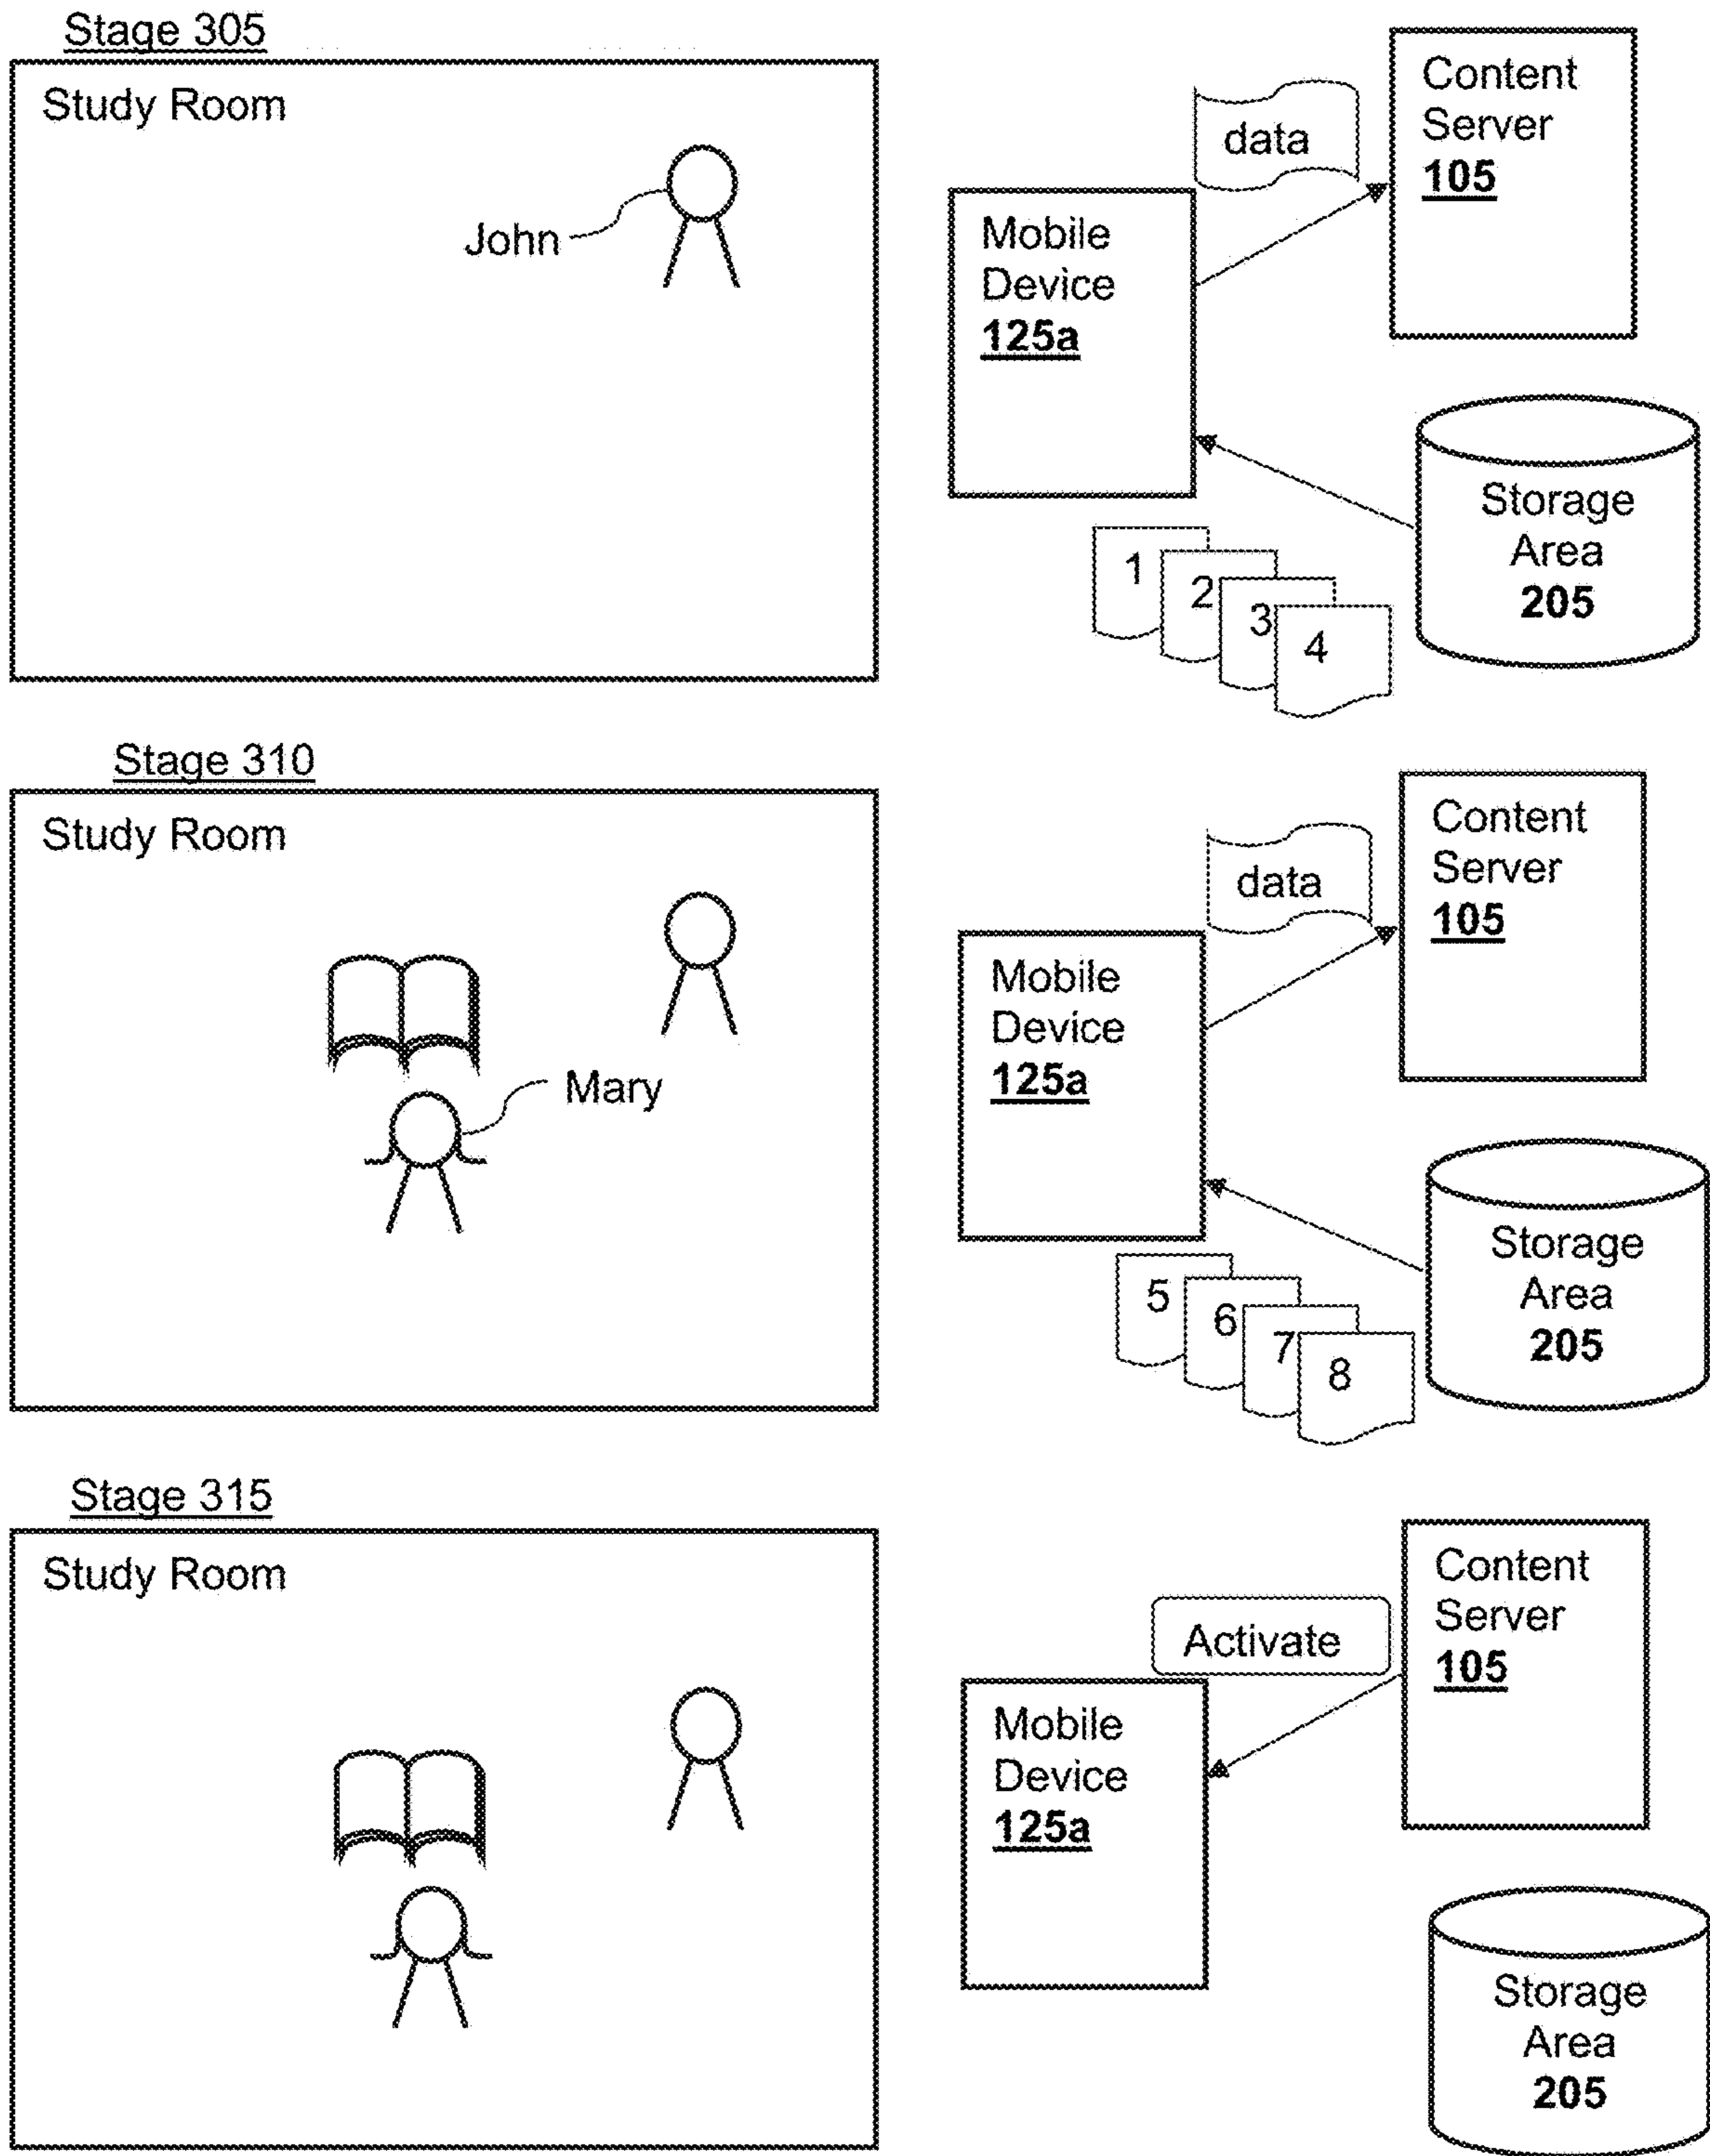 Stage 305
Study Room
John
data
Content
Server
105
Mobile
Device
125a
Storage
Area
205
1
2
3
4
Stage 310
Study Room
Mary
data
Content
Server
105
Mobile
Device
125a
Storage
Area
205
5
6
7
8
Stage 315
Study Room
Activate
Content
Server
105
Mobile
Device
125a
Storage
Area
205